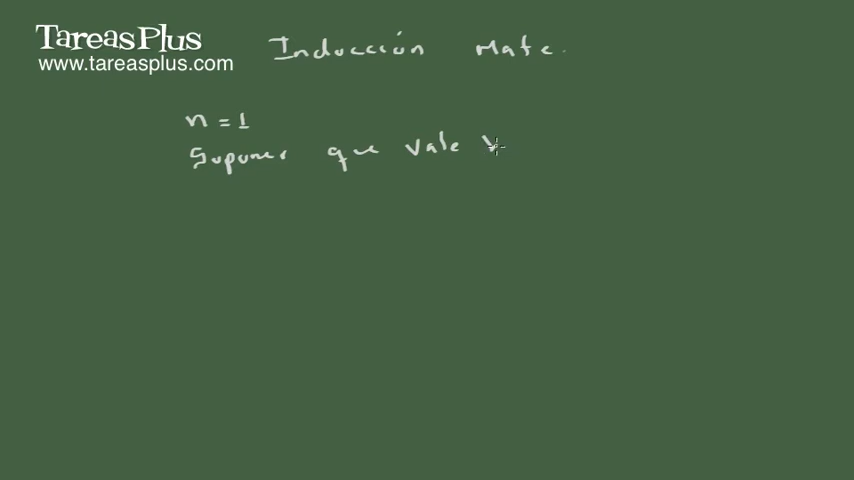 TareasPlus
www.tareasplus.com
Inducción Mate.
n = 1
Suponer que vale